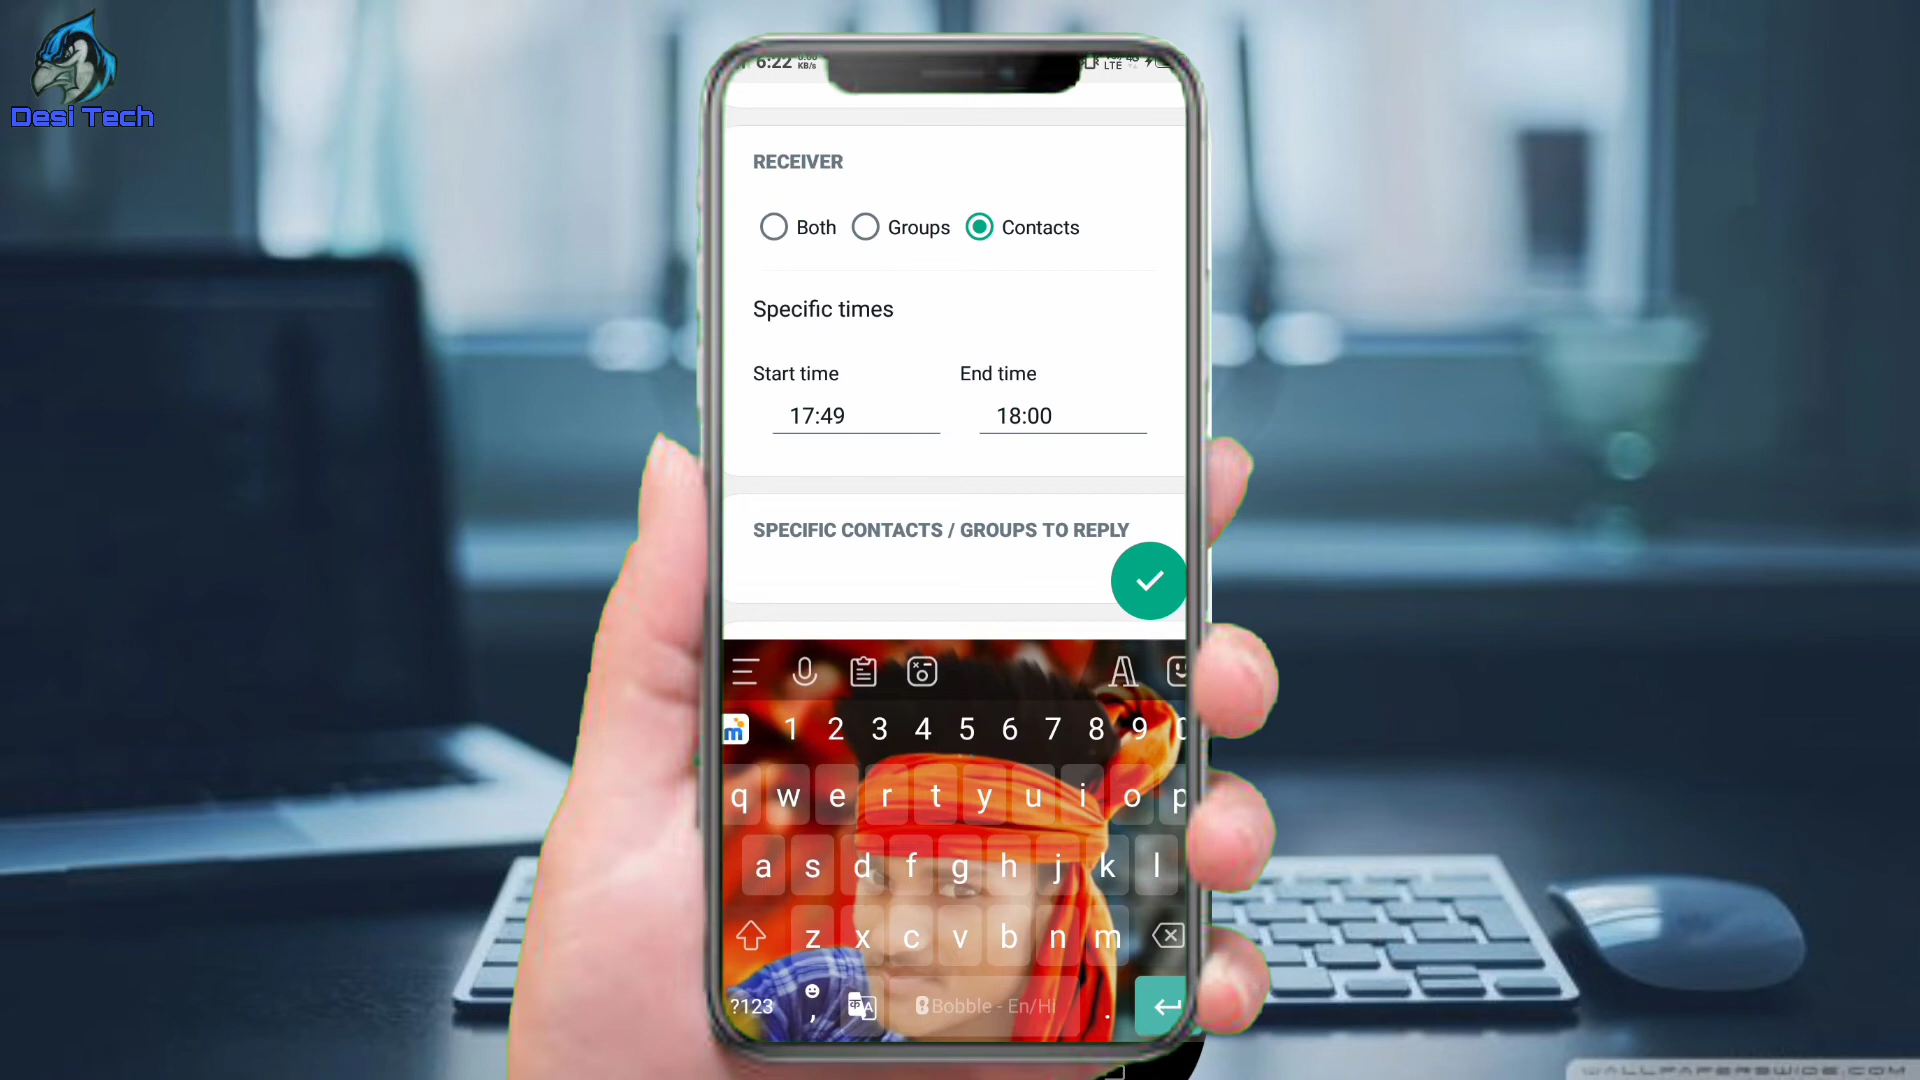 Desi Tech
6:22 KB/s
LTE
RECEIVER
Both Groups Contacts
Specific times
Start time End time
17:49 18:00
SPECIFIC CONTACTS / GROUPS TO REPLY
m 1 2 3 4 5 6 7 8 9 0
q w e r t y u i o p
a s d f g h j k l
z x c v b n m
?123 , क A Bobble - En/Hi .
WALLPAPERSWIDE.COM